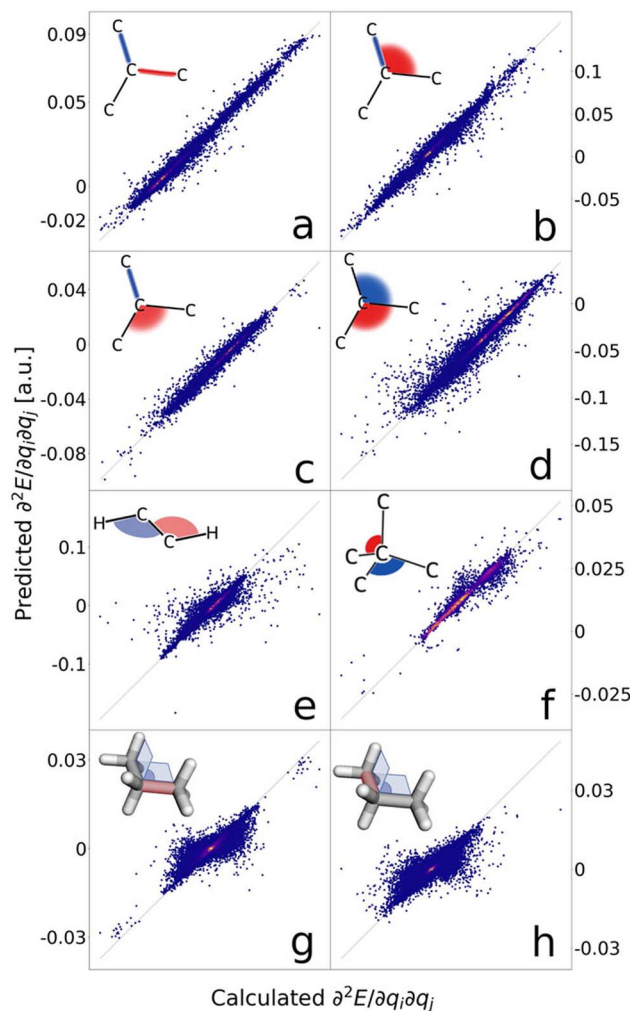 0.09
0.05
0
-0.02
C
C
C
C
a
C
C
C
C
0.1
0.05
0
-0.05
b
0.04
0
-0.04
-0.08
C
C
C
C
c
C
C
C
C
0
-0.05
-0.1
-0.15
d
0.1
0
-0.1
H
C
C
H
e
C
C
C
C
C
0.05
0.025
0
-0.025
f
0.03
0
-0.03
g
0.03
0
-0.03
h
Predicted ∂²E/∂qᵢ∂qⱼ [a.u.]
Calculated ∂²E/∂qᵢ∂qⱼ